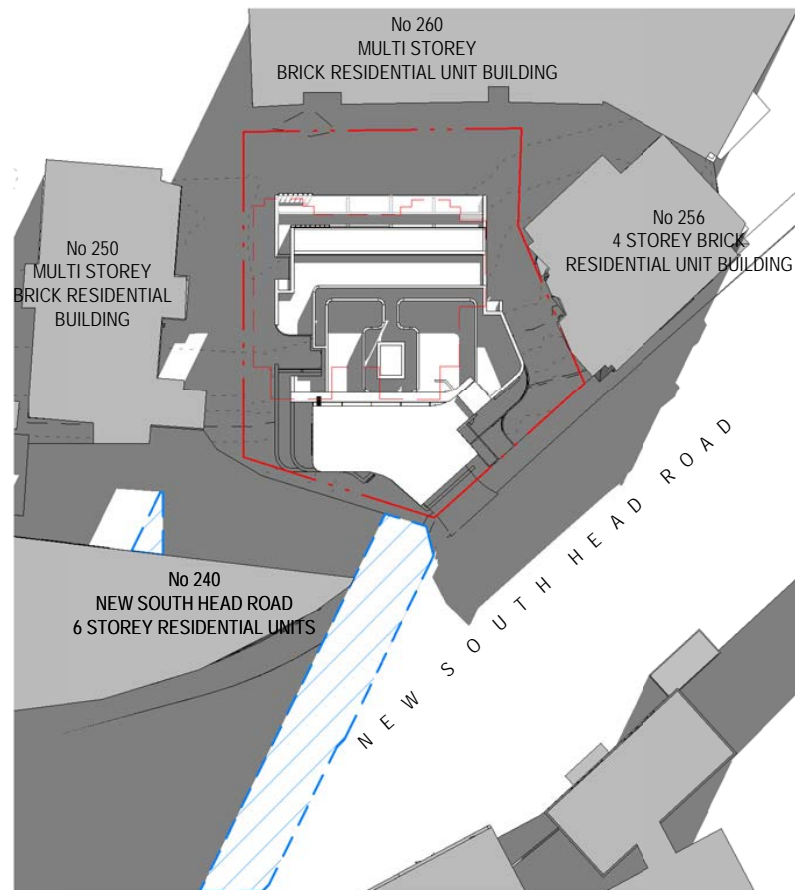 No 260
MULTI STOREY
BRICK RESIDENTIAL UNIT BUILDING
No 256
4 STOREY BRICK
RESIDENTIAL UNIT BUILDING
No 250
MULTI STOREY
BRICK RESIDENTIAL
BUILDING
No 240
NEW SOUTH HEAD ROAD
6 STOREY RESIDENTIAL UNITS
NEW SOUTH HEAD ROAD